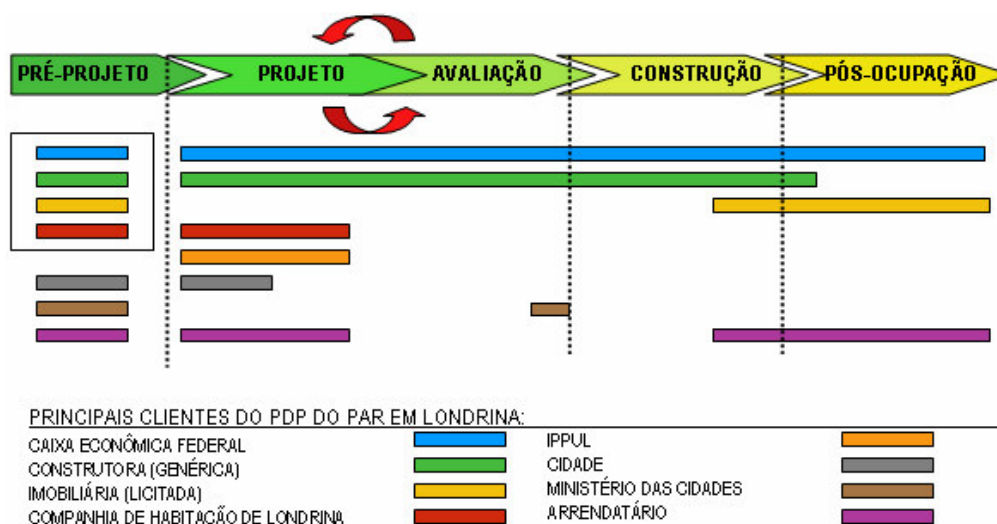 PRÉ-PROJETO PROJETO AVALIAÇÃO CONSTRUÇÃO PÓS-OCUPAÇÃO
PRINCIPAIS CLIENTES DO PDP DO PAR EM LONDRINA:
CAIXA ECONÔMICA FEDERAL
CONSTRUTORA (GENÉRICA)
IMOBILIÁRIA (LICITADA)
COMPANHIA DE HABITAÇÃO DE LONDRINA
IPPUL
CIDADE
MINISTÉRIO DAS CIDADES
ARRENDATÁRIO